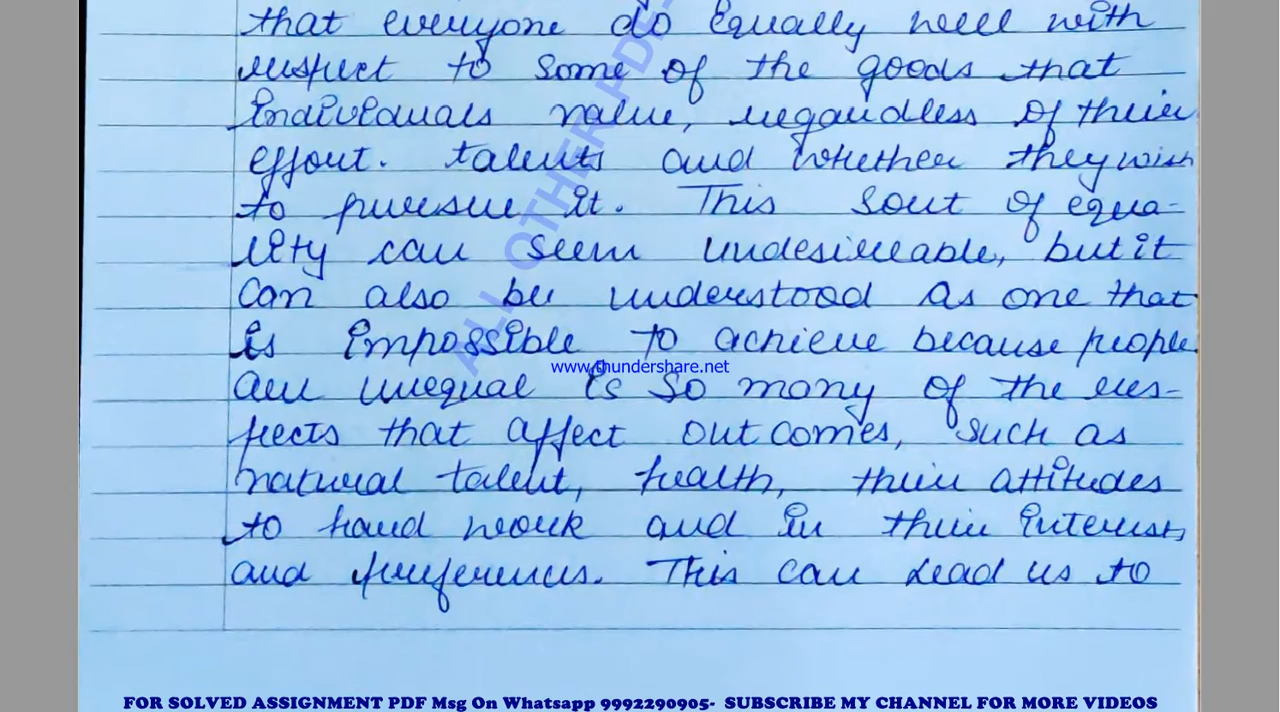 that everyone do equally well with
respect to some of the goods that
individuals value, regardless of their
effort. talents and whether they wish
to pursue it. This sort of equa-
lity can seem undesireable, but it
can also be understood as one that
is impossible to achieve because people
are unequal is so many of the res-
pects that affect outcomes, such as
natural talent, health, their attitudes
to hard work and in their interests
and preferences. This can lead us to
ALL OTHER PDF
www.thundershare.net
FOR SOLVED ASSIGNMENT PDF Msg On Whatsapp 9992290905- SUBSCRIBE MY CHANNEL FOR MORE VIDEOS